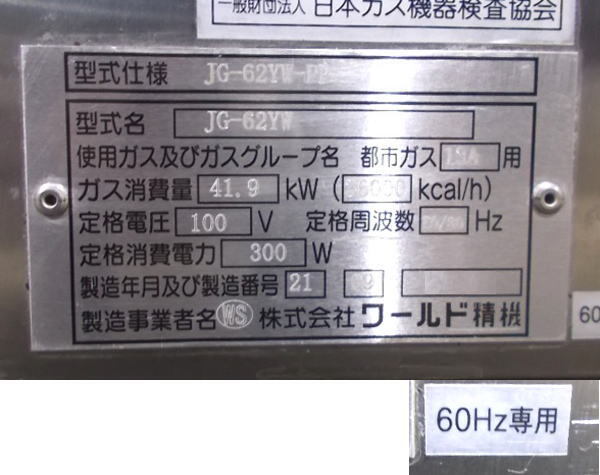 一般財団法人 日本ガス機器検査協会
型式仕様 JG-62YW-
型式名 JG-62YW
使用ガス及びガスグループ名 都市ガス 13A 用
ガス消費量 41.9 kW (36000 kcal/h)
定格電圧 100 V 定格周波数 Hz
定格消費電力 300 W
製造年月及び製造番号 21
製造事業者名 WS 株式会社 ワールド精機
60
60Hz専用